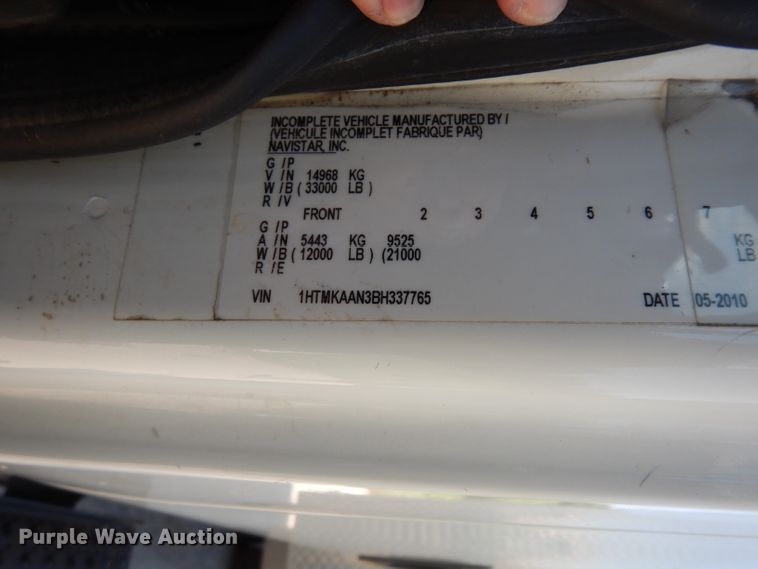 INCOMPLETE VEHICLE MANUFACTURED BY /
(VEHICULE INCOMPLET FABRIQUE PAR)
NAVISTAR, INC.
G /P
V /N 14968 KG
W /B ( 33000 LB )
R /V
FRONT 2 3 4 5 6 7
G /P
A /N 5443 KG 9525 KG
W /B ( 12000 LB) (21000 LB
R /E
VIN 1HTMKAAN3BH337765 DATE 05-2010
Purple Wave Auction